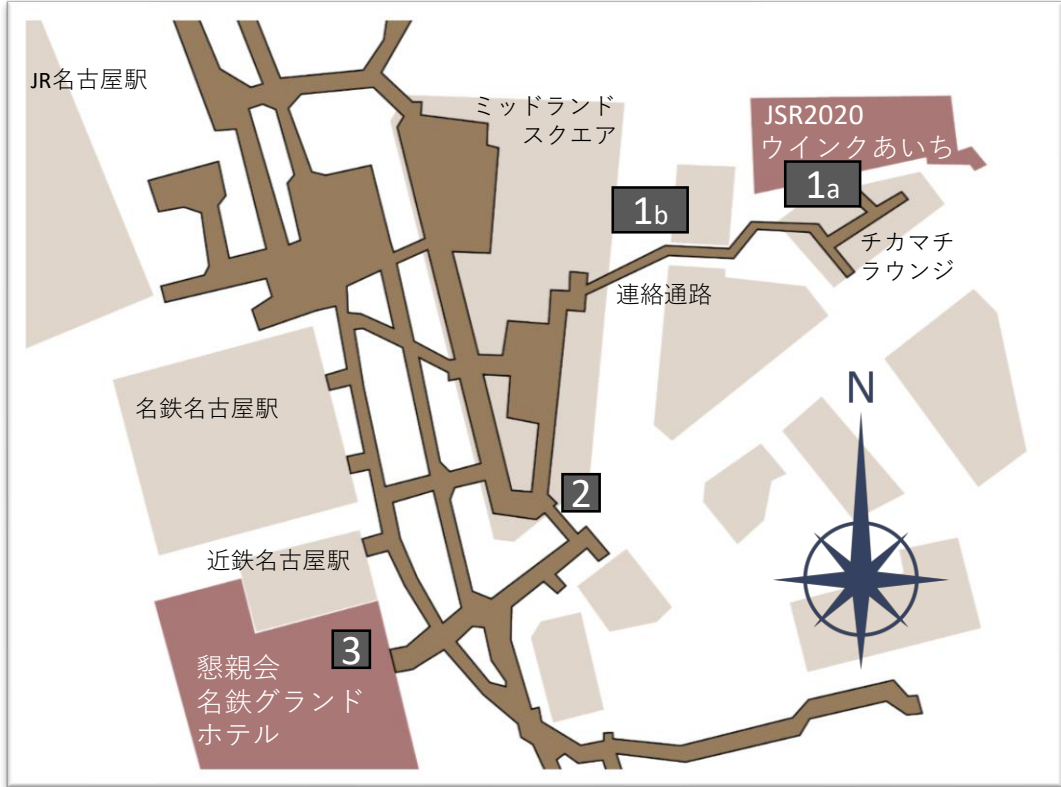 JR名古屋駅
ミッドランド
スクエア
JSR2020
ウインクあいち
1a
1b
チカマチ
ラウンジ
連絡通路
N
名鉄名古屋駅
2
近鉄名古屋駅
3
懇親会
名鉄グランド
ホテル